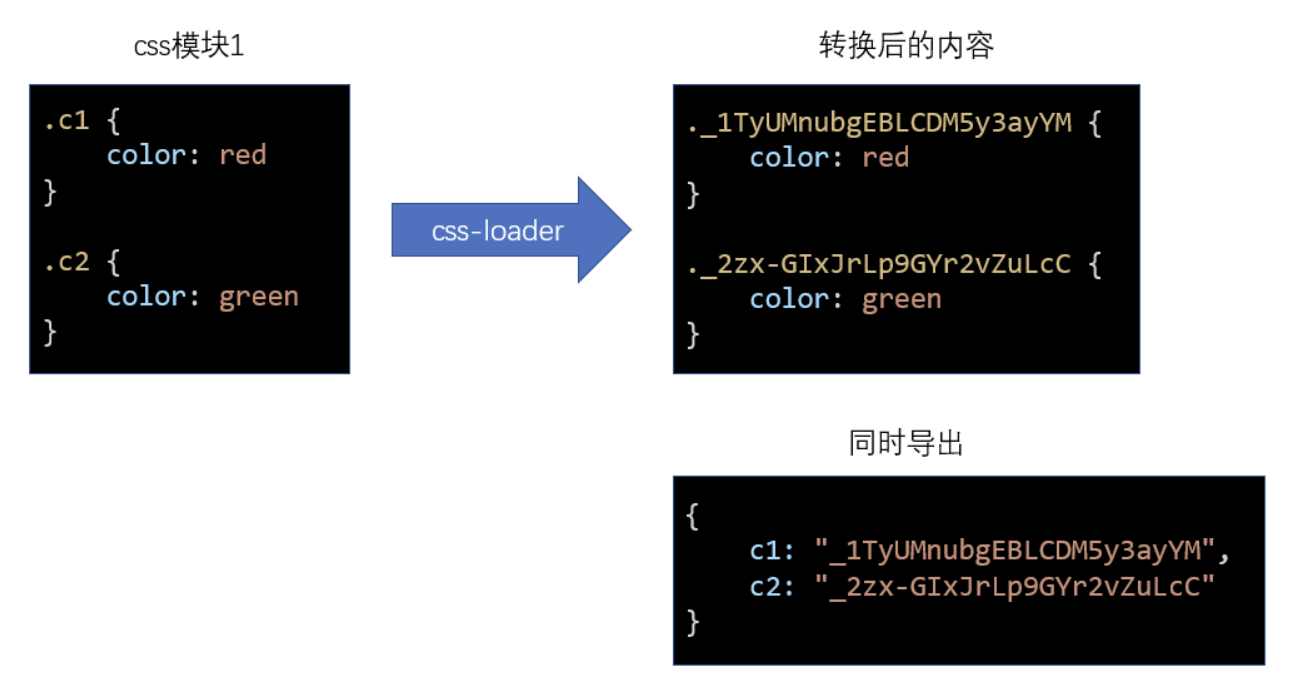 css模块1
.c1 {
    color: red
}
.c2 {
    color: green
}
css-loader
转换后的内容
._1TyUMnubgEBLCDM5y3ayYM {
    color: red
}
._2zx-GIxJrLp9GYr2vZuLcC {
    color: green
}
同时导出
{
    c1: "_1TyUMnubgEBLCDM5y3ayYM",
    c2: "_2zx-GIxJrLp9GYr2vZuLcC"
}